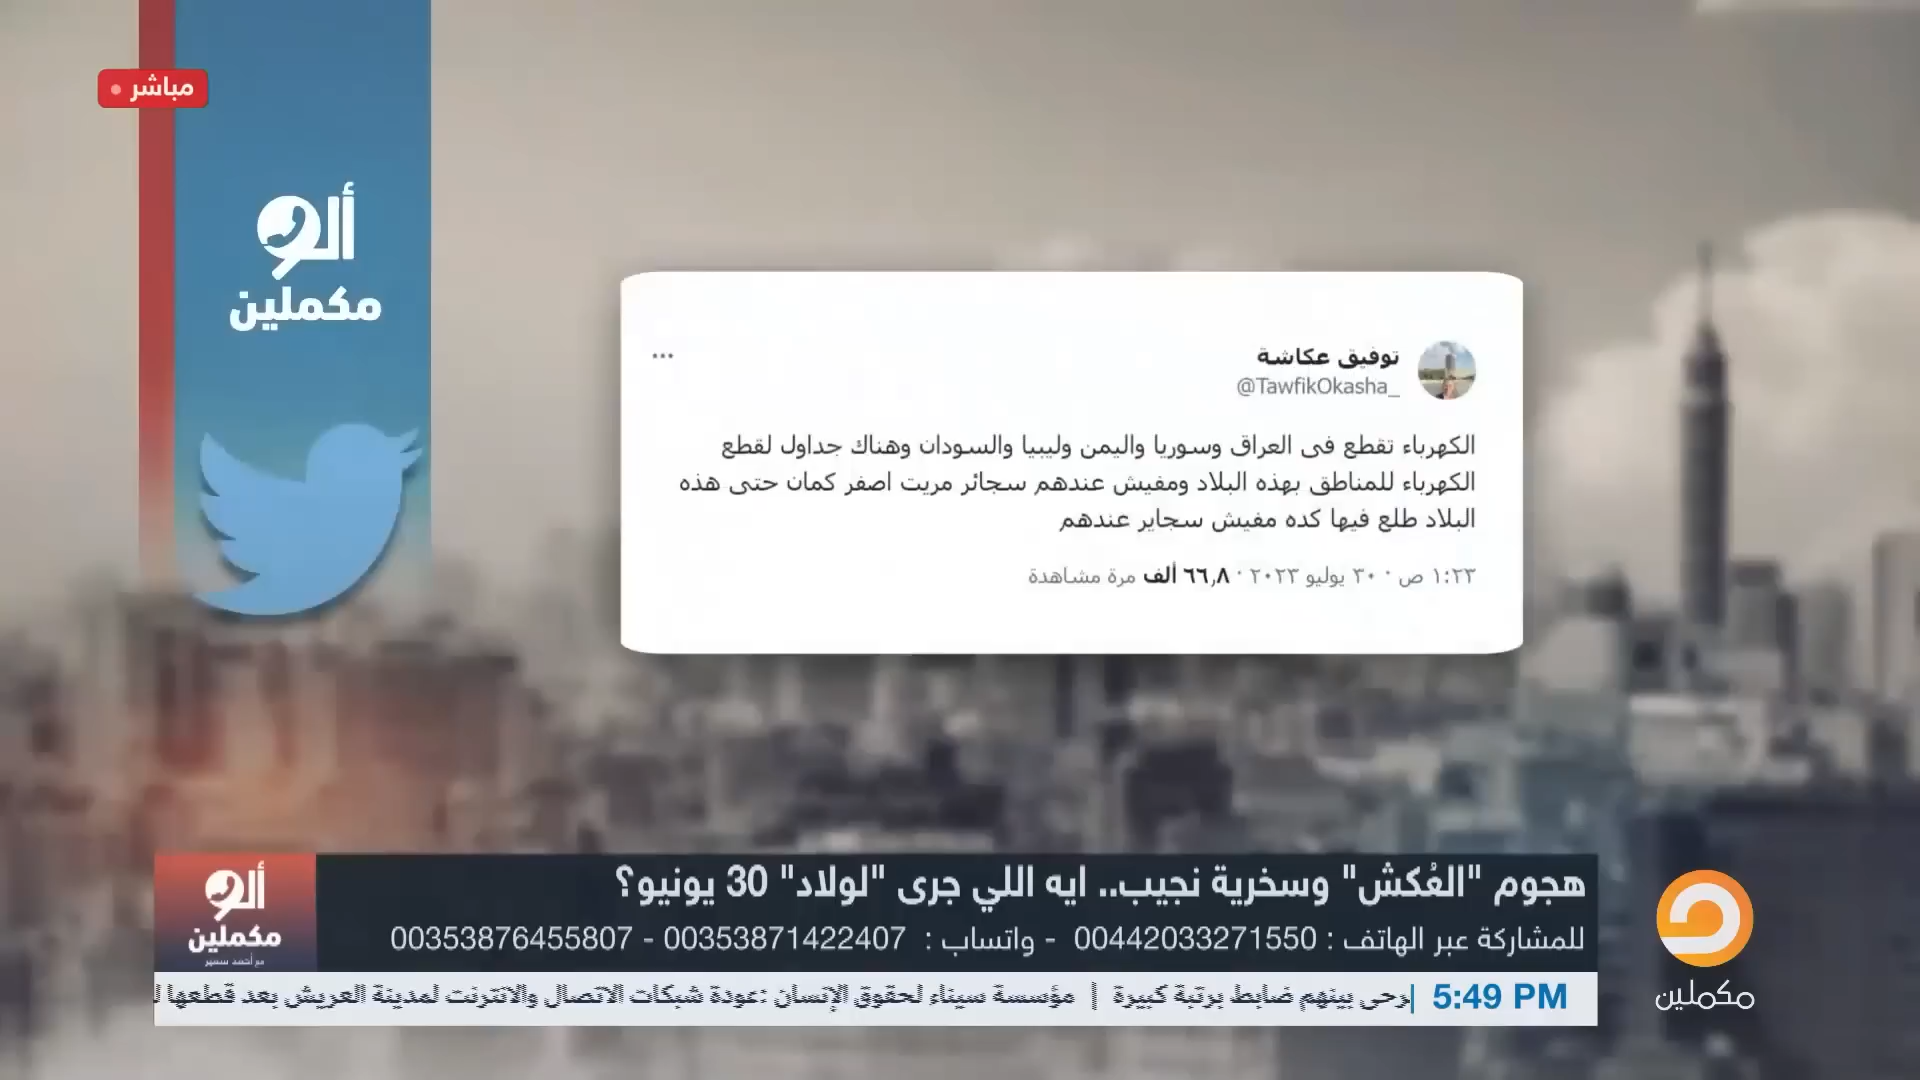 مباشر
ألو
مكملين
توفيق عكاشة
@TawfikOkasha_
...
الكهرباء تقطع فى العراق وسوريا واليمن وليبيا والسودان وهناك جداول لقطع
الكهرباء للمناطق بهذه البلاد ومفيش عندهم سجائر مريت اصفر كمان حتى هذه
البلاد طلع فيها كده مفيش سجاير عندهم
١:٢٣ ص · ٣٠ يوليو ٢٠٢٣ · ٦٦٫٨ ألف مرة مشاهدة
هجوم "العُكش" وسخرية نجيب.. ايه اللي جرى "لولاد" 30 يونيو؟
للمشاركة عبر الهاتف : 00442033271550 - واتساب : 00353871422407 - 00353876455807
ألو
مكملين
مع أحمد سمير
5:49 PM
بينهم ضابط برتبة كبيرة | مؤسسة سيناء لحقوق الإنسان :عودة شبكات الاتصال والانترنت لمدينة العريش بعد قطعها
مكملين